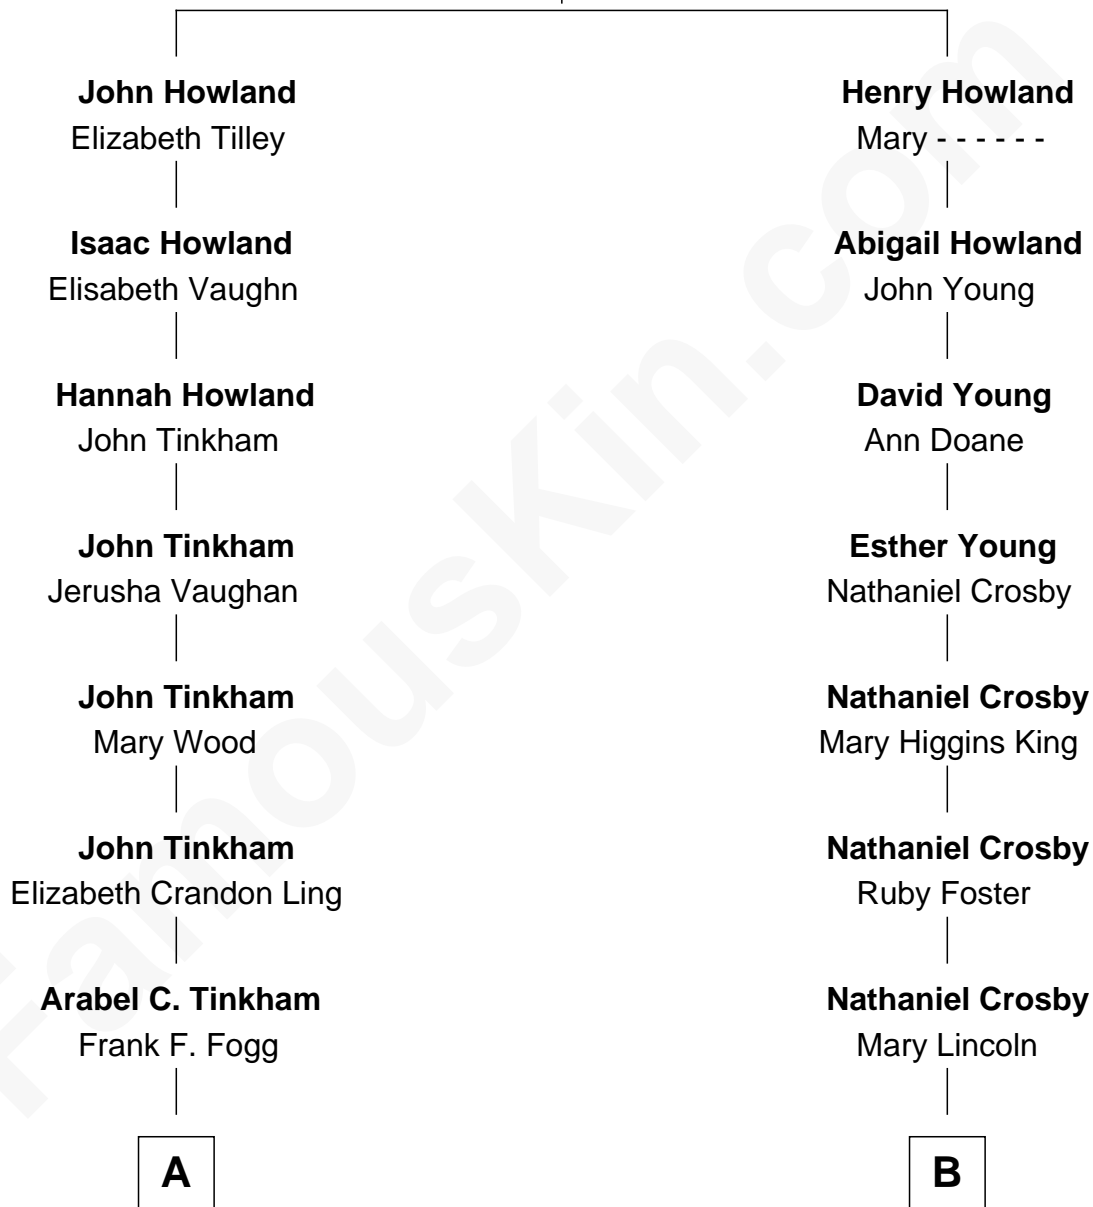 John Howland
Elizabeth Tilley
Isaac Howland
Elisabeth Vaughn
Hannah Howland
John Tinkham
John Tinkham
Jerusha Vaughan
John Tinkham
Mary Wood
John Tinkham
Elizabeth Crandon Ling
Arabel C. Tinkham
Frank F. Fogg
A
Henry Howland
Mary - - - - - -
Abigail Howland
John Young
David Young
Ann Doane
Esther Young
Nathaniel Crosby
Nathaniel Crosby
Mary Higgins King
Nathaniel Crosby
Ruby Foster
Nathaniel Crosby
Mary Lincoln
B
FamousKin.com